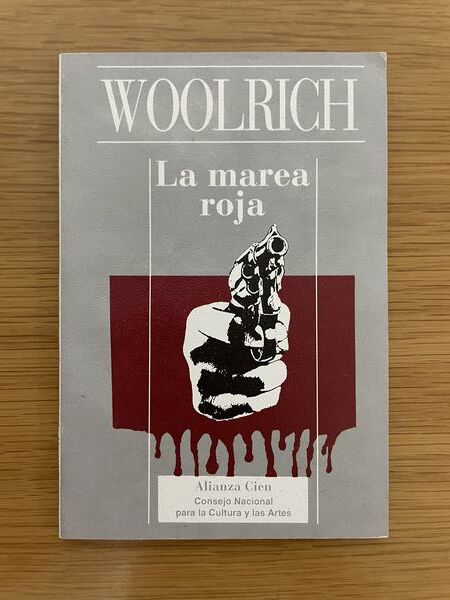 WOOLRICH
La marea
roja
Alianza Cien
Consejo Nacional
para la Cultura y las Artes